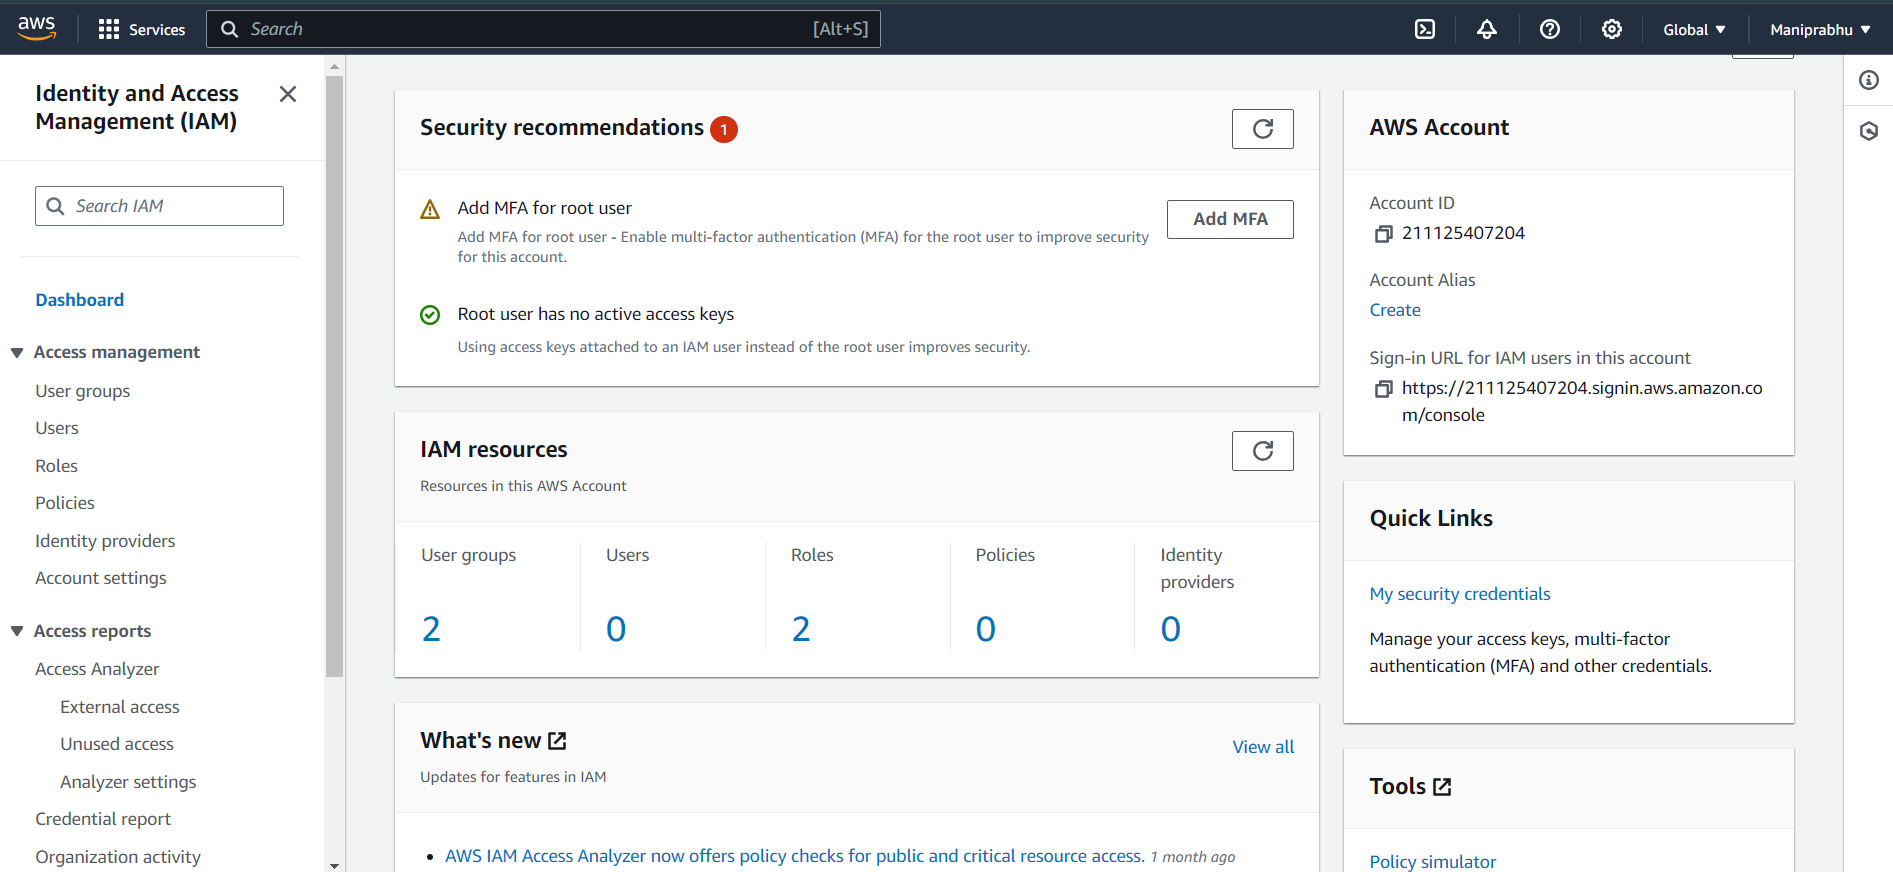 aws
Services
Search
[Alt+S]
Global
Maniprabhu
Identity and Access
Management (IAM)
Search IAM
Dashboard
Access management
User groups
Users
Roles
Policies
Identity providers
Account settings
Access reports
Access Analyzer
External access
Unused access
Analyzer settings
Credential report
Organization activity
Security recommendations 1
Add MFA for root user
Add MFA for root user - Enable multi-factor authentication (MFA) for the root user to improve security
for this account.
Add MFA
Root user has no active access keys
Using access keys attached to an IAM user instead of the root user improves security.
IAM resources
Resources in this AWS Account
User groups
2
Users
0
Roles
2
Policies
0
Identity
providers
0
What's new
View all
Updates for features in IAM
• AWS IAM Access Analyzer now offers policy checks for public and critical resource access. 1 month ago
AWS Account
Account ID
211125407204
Account Alias
Create
Sign-in URL for IAM users in this account
https://211125407204.signin.aws.amazon.co
m/console
Quick Links
My security credentials
Manage your access keys, multi-factor
authentication (MFA) and other credentials.
Tools
Policy simulator